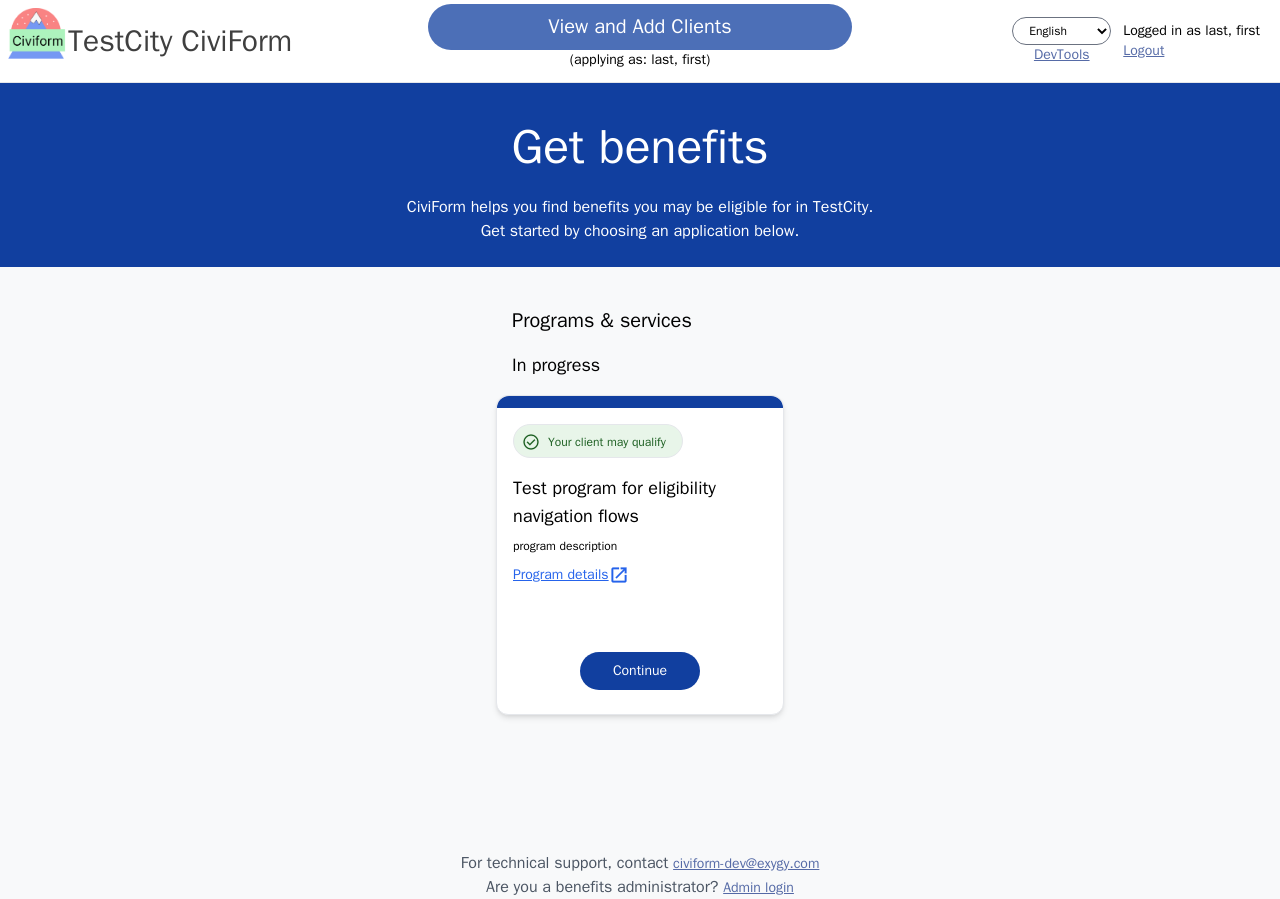 Civiform
TestCity CiviForm
View and Add Clients
(applying as: last, first)
English
DevTools
Logged in as last, first
Logout
Get benefits
CiviForm helps you find benefits you may be eligible for in TestCity.
Get started by choosing an application below.
Programs & services
In progress
Your client may qualify
Test program for eligibility
navigation flows
program description
Program details
Continue
For technical support, contact civiform-dev@exygy.com
Are you a benefits administrator? Admin login